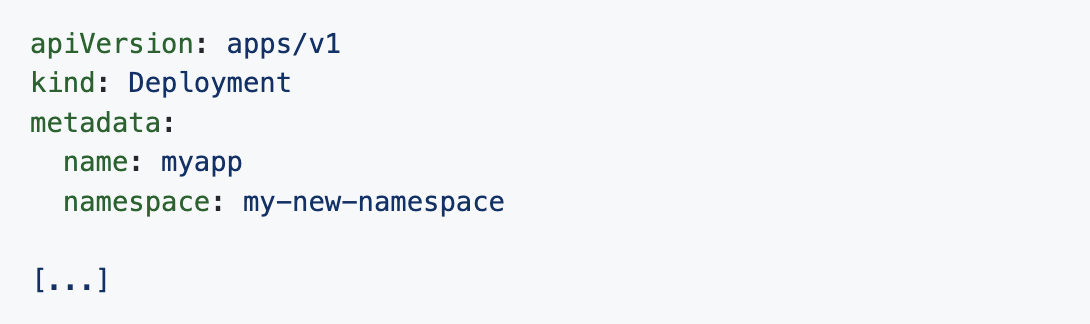 apiVersion: apps/v1
kind: Deployment
metadata:
  name: myapp
  namespace: my-new-namespace

[...]